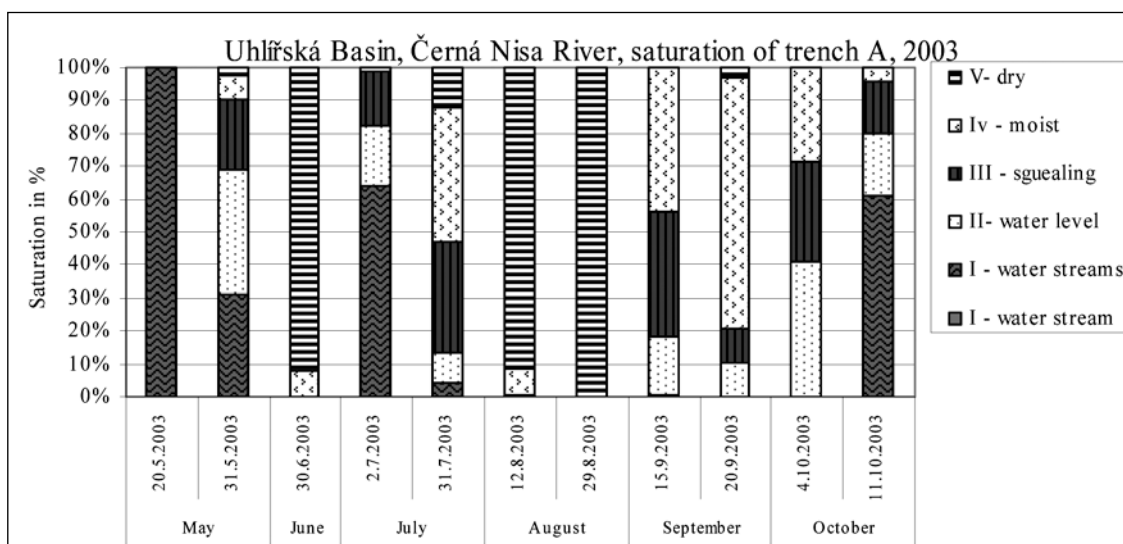 Uhlířská Basin, Černá Nisa River, saturation of trench A, 2003
Saturation in %
100%
90%
80%
70%
60%
50%
40%
30%
20%
10%
0%
20.5.2003
31.5.2003
30.6.2003
2.7.2003
31.7.2003
12.8.2003
29.8.2003
15.9.2003
20.9.2003
4.10.2003
11.10.2003
May
June
July
August
September
October
V- dry
Iv - moist
III - sguealing
II- water level
I - water streams
I - water stream